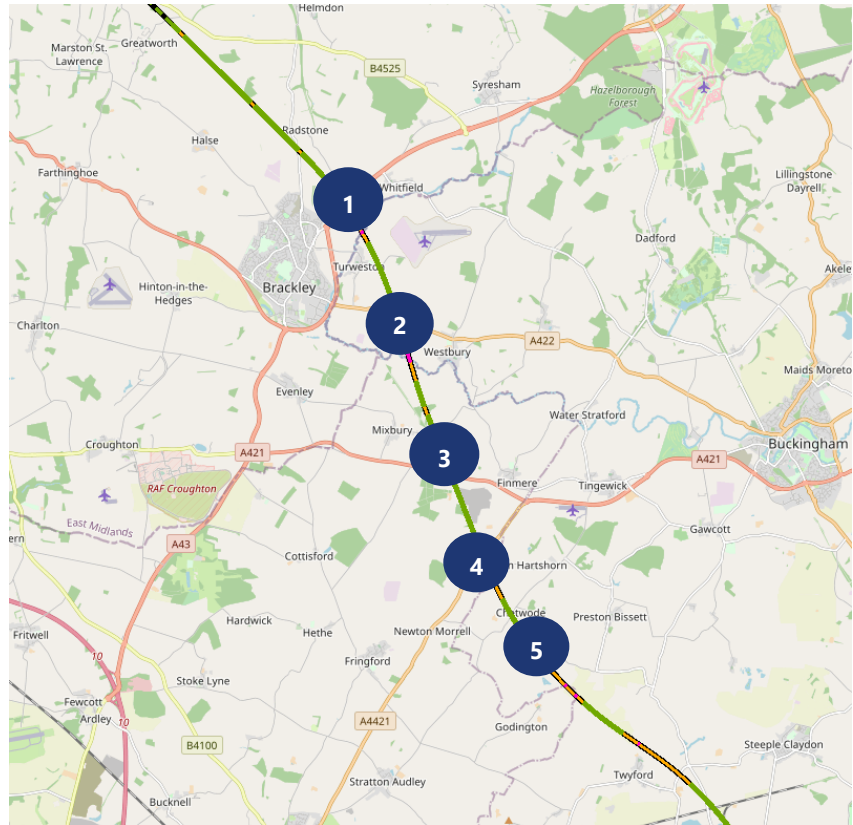 Helmdon
Marston St.
Lawrence
Greatworth
B4525
Syresham
Hazelborough
Forest
Radstone
Halse
Farthinghoe
Lillingstone
Dayrell
1
Whitfield
Dadford
Turweston
Akele
Hinton-in-the-
Hedges
Brackley
Charlton
2
A422
Westbury
Maids Moreto
Evenley
Water Stratford
Mixbury
Croughton
A421
3
A421
Buckingham
RAF Croughton
Finmere
Tingewick
East Midlands
Gawcott
ern
A43
Cottisford
4
n Hartshorn
Hardwick
Hethe
Chetwode
Preston Bissett
Fritwell
Newton Morrell
5
10
Fringford
Stoke Lyne
Fewcott
Ardley
10
A4421
Godington
B4100
Steeple Claydon
Twyford
Stratton Audley
Bucknell